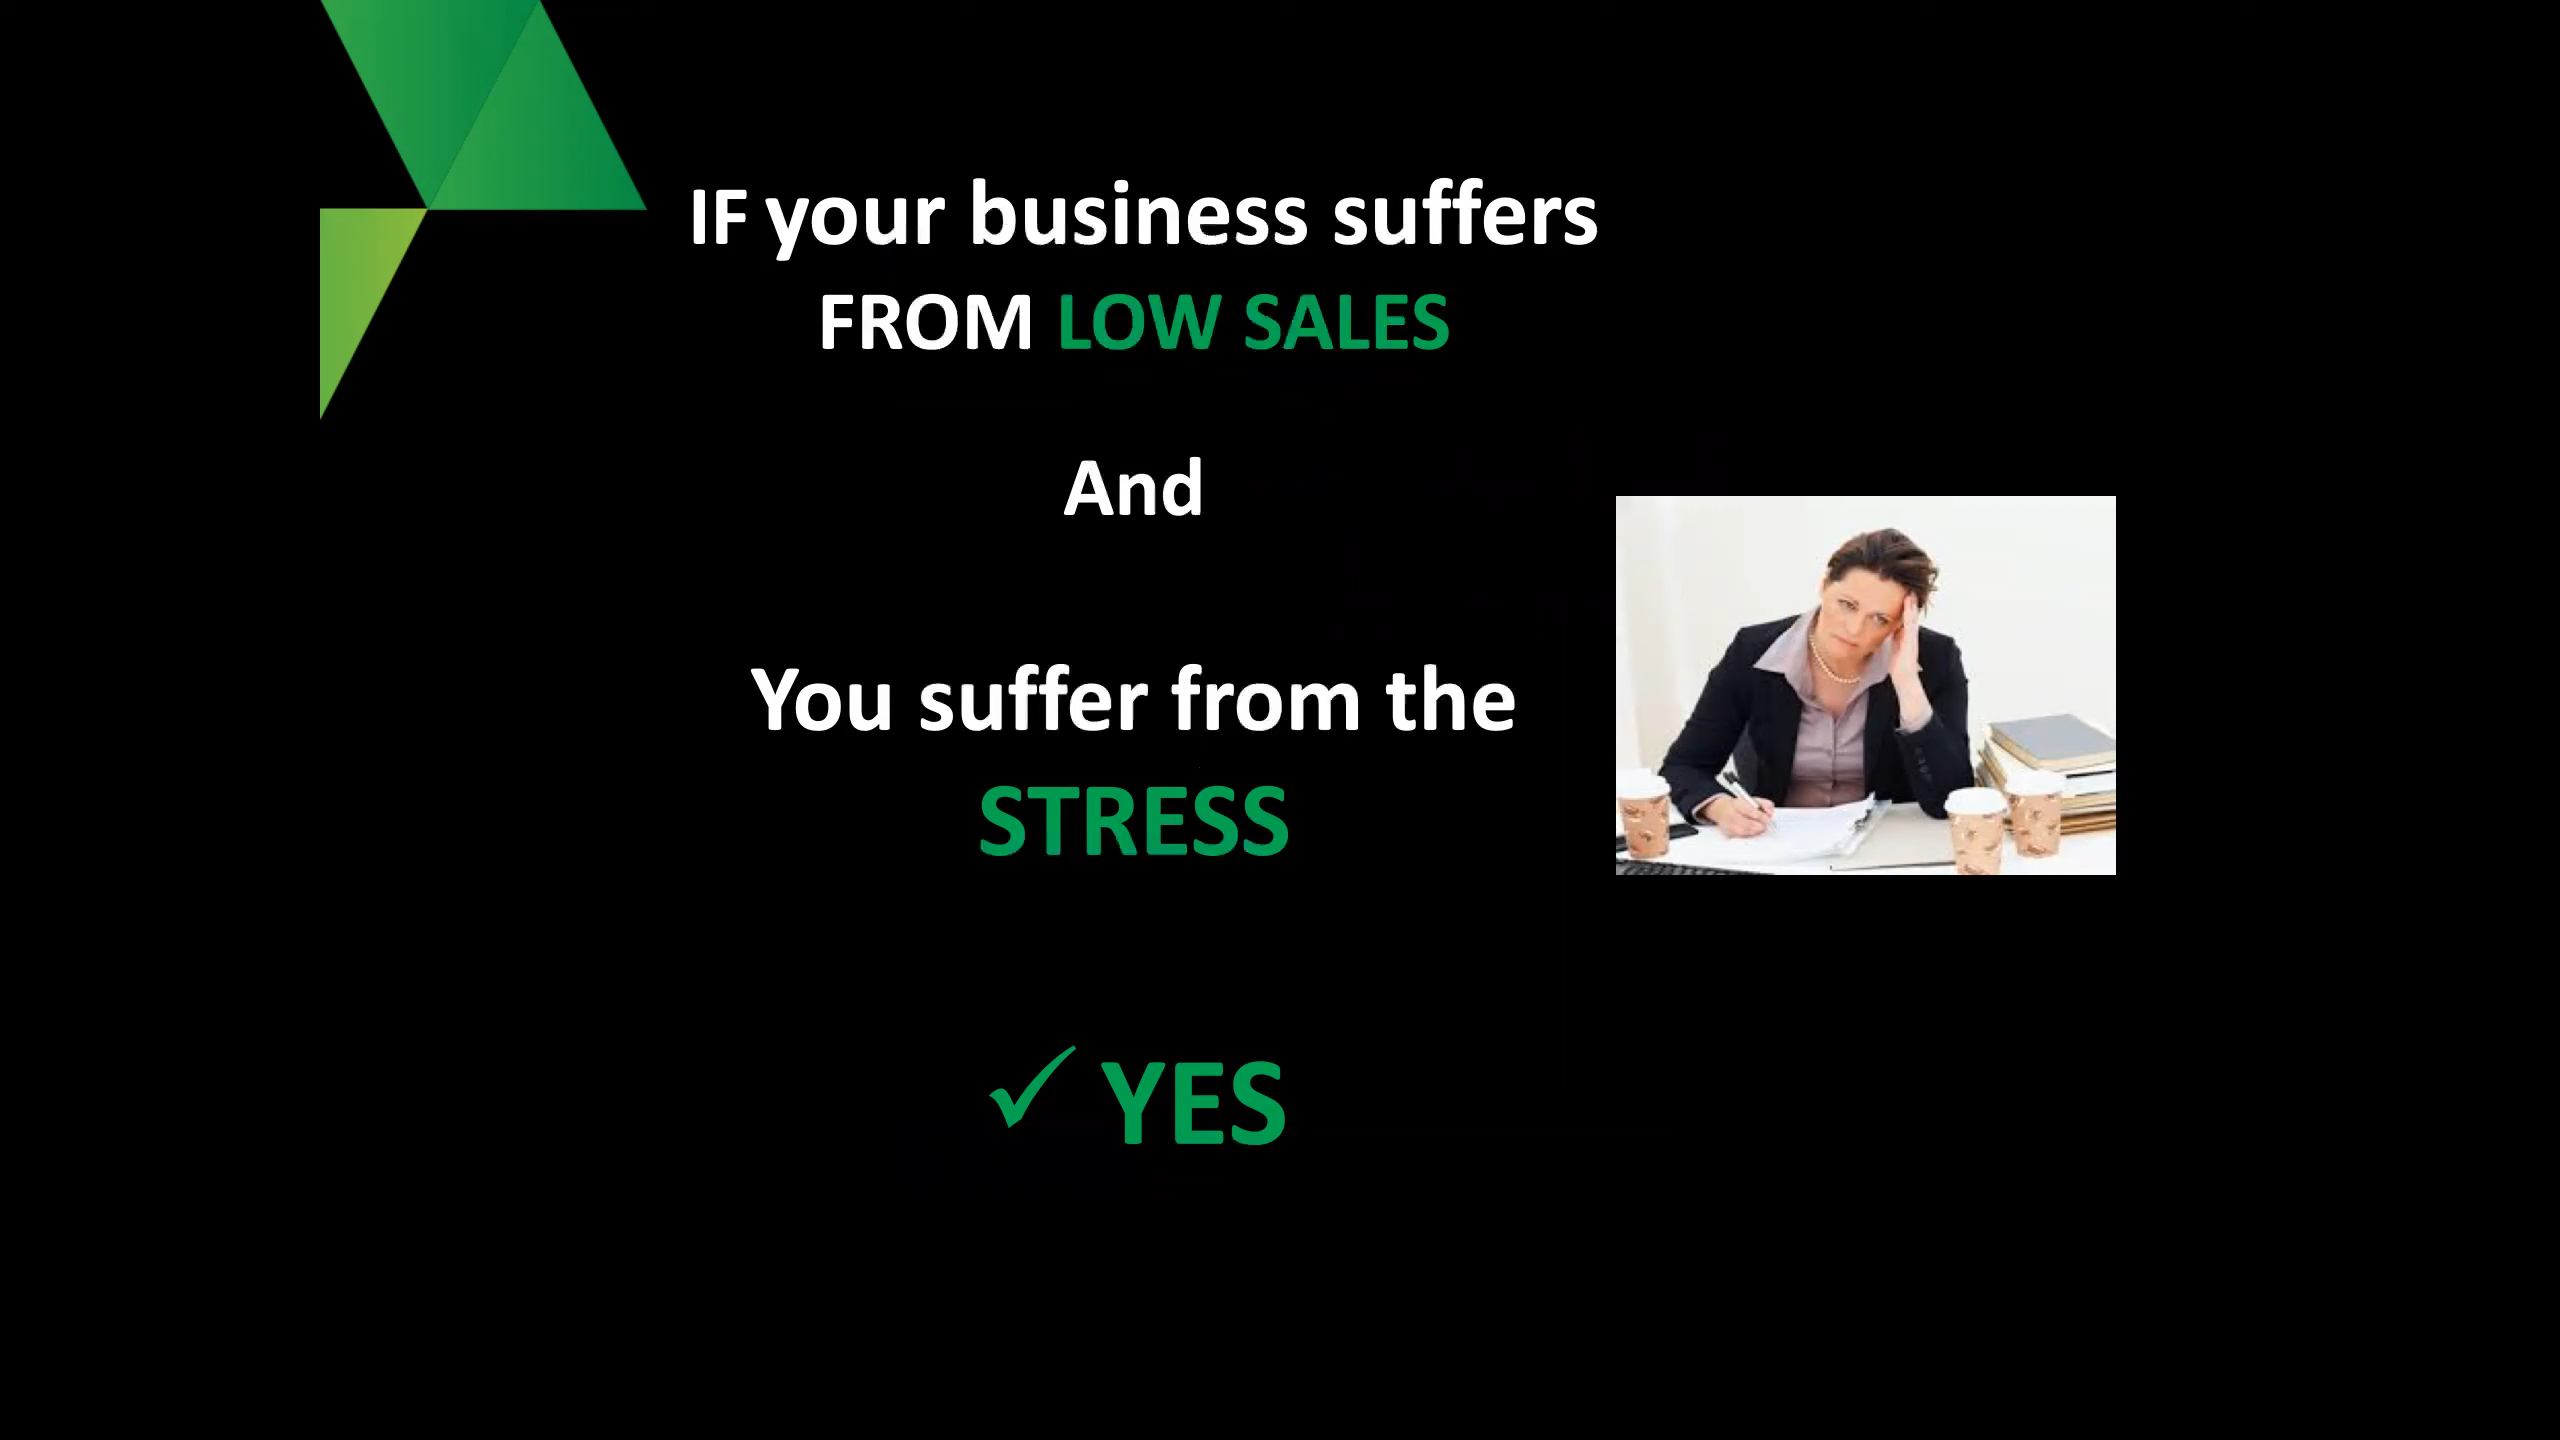 IF your business suffers
FROM LOW SALES
And
You suffer from the
STRESS
✓ YES